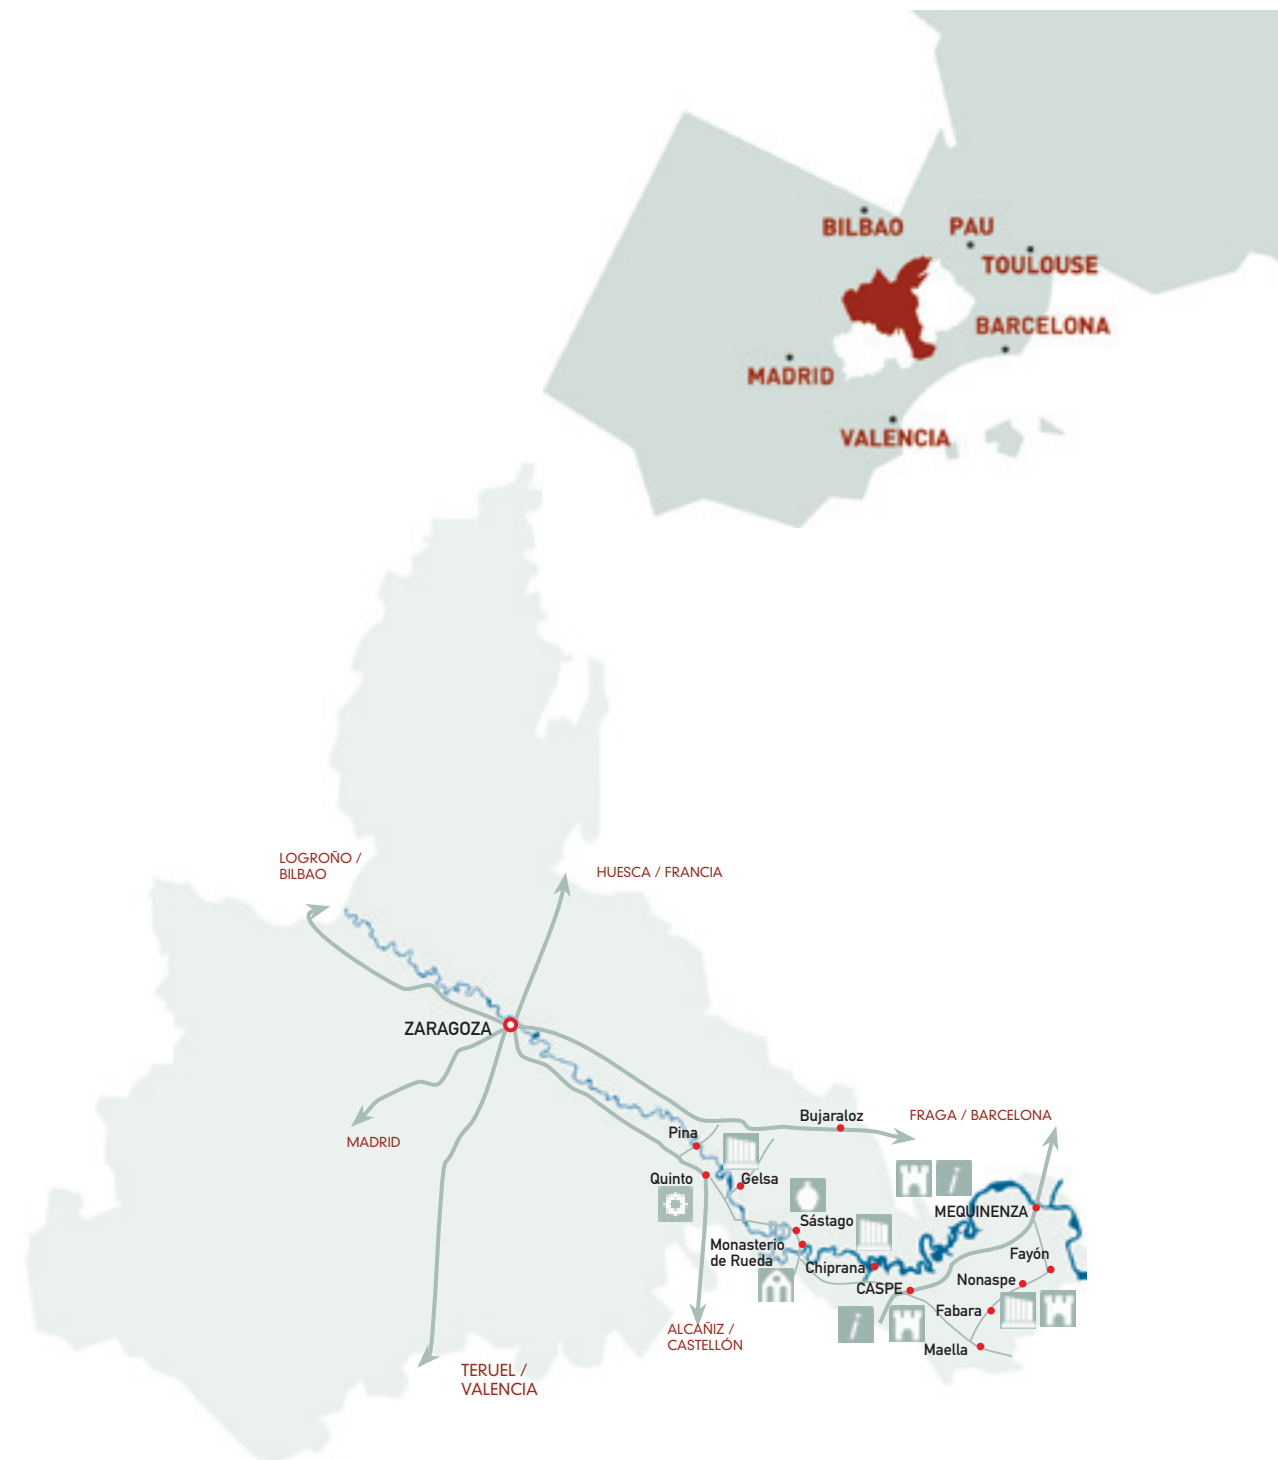 BILBAO
PAU
TOULOUSE
BARCELONA
MADRID
VALENCIA
LOGROÑO /
BILBAO
HUESCA / FRANCIA
ZARAGOZA
MADRID
Bujaraloz
FRAGA / BARCELONA
Pina
Quinto
Gelsa
MEQUINENZA
Sástago
Monasterio
de Rueda
Fayón
Chiprana
Nonaspe
CASPE
Fabara
ALCAÑIZ /
CASTELLÓN
Maella
TERUEL /
VALENCIA
i
i